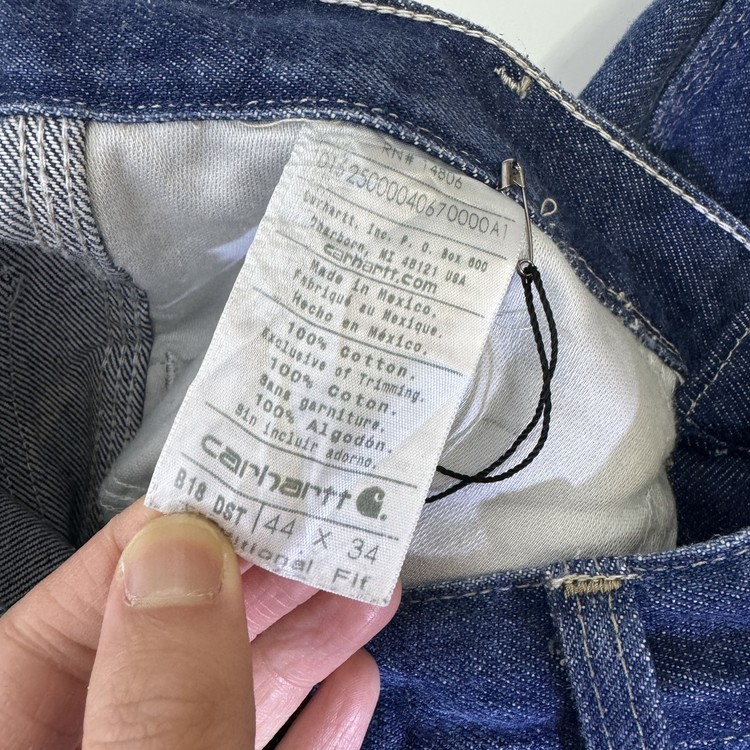 RN# 14806
Carhartt, Inc. P. O. Box 600
Dearborn, MI 48121 USA
carhartt.com
Made in Mexico.
Fabriqué au Mexique.
Hecho en México.
100% Cotton.
Exclusive of Trimming.
100% Coton.
Sans garniture.
100% Algodón.
Sin incluir adorno.
carhartt
B18 DST 44 X 34
Fit